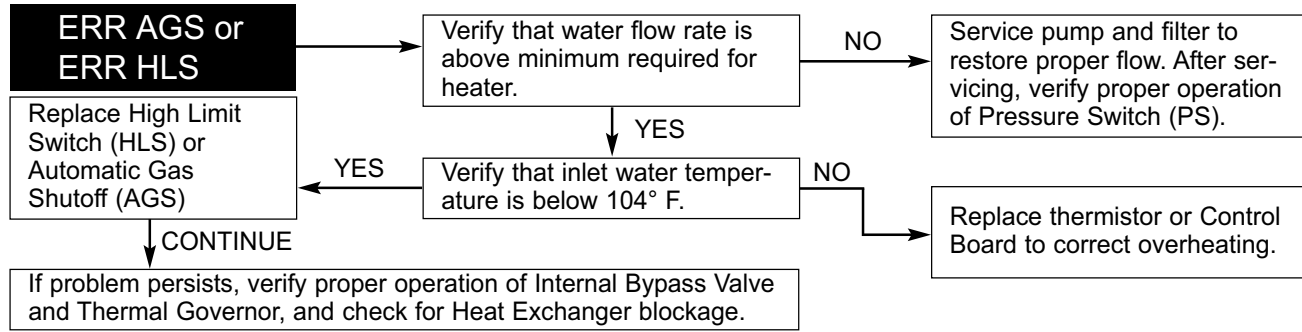 ERR AGS or
ERR HLS
Verify that water flow rate is
above minimum required for
heater.
NO
Service pump and filter to
restore proper flow. After ser-
vicing, verify proper operation
of Pressure Switch (PS).
YES
Verify that inlet water temper-
ature is below 104° F.
NO
Replace thermistor or Control
Board to correct overheating.
YES
Replace High Limit
Switch (HLS) or
Automatic Gas
Shutoff (AGS)
CONTINUE
If problem persists, verify proper operation of Internal Bypass Valve
and Thermal Governor, and check for Heat Exchanger blockage.